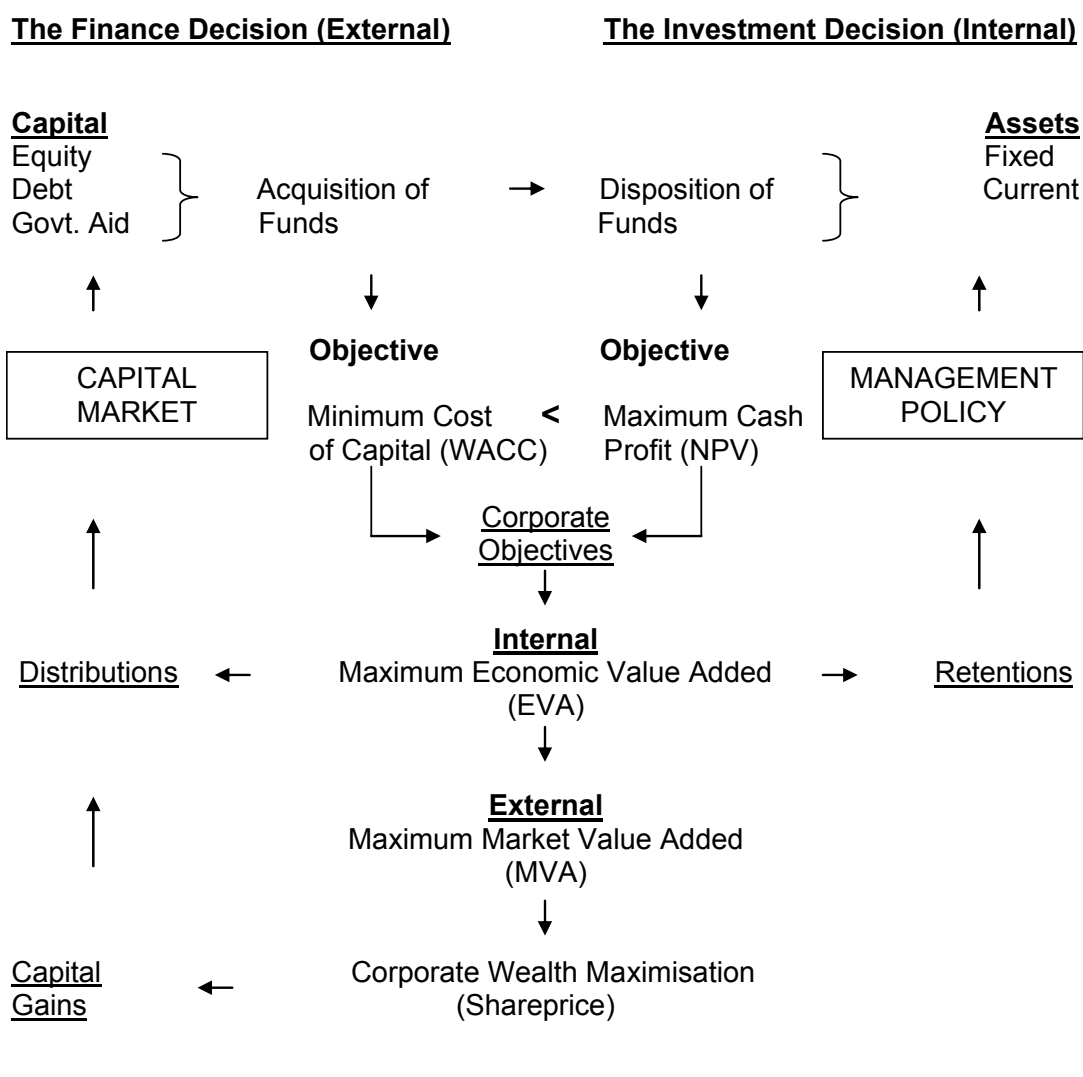 The Finance Decision (External)
The Investment Decision (Internal)
Capital
Equity
Debt
Govt. Aid
Acquisition of
Funds
Disposition of
Funds
Assets
Fixed
Current
CAPITAL
MARKET
Objective
Minimum Cost
of Capital (WACC)
<
Objective
Maximum Cash
Profit (NPV)
MANAGEMENT
POLICY
Corporate
Objectives
Internal
Distributions
Maximum Economic Value Added
(EVA)
Retentions
External
Maximum Market Value Added
(MVA)
Capital
Gains
Corporate Wealth Maximisation
(Shareprice)